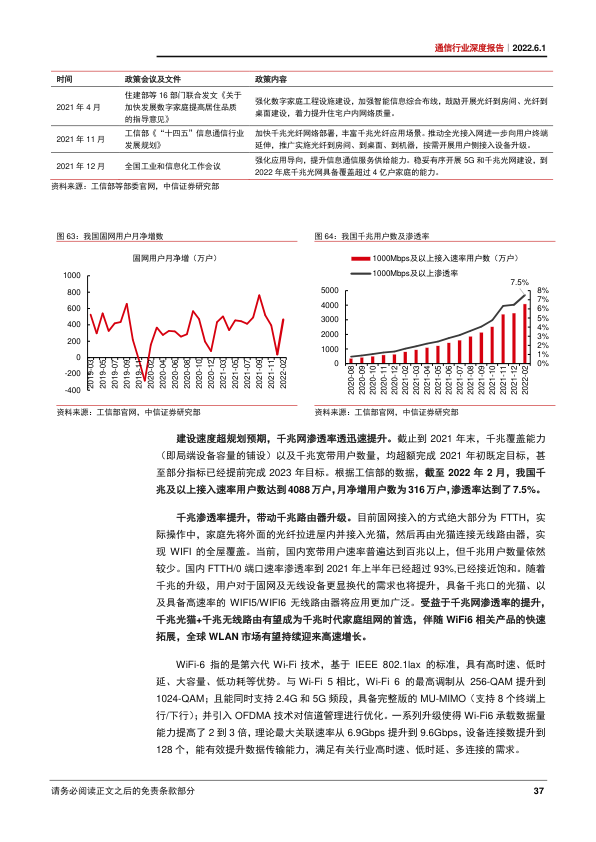 通信行业深度报告｜2022.6.1
时间 政策会议及文件 政策内容
2021 年 4 月 住建部等 16 部门联合发文《关于加快发展数字家庭提高居住品质的指导意见》 强化数字家庭工程设施建设，加强智能信息综合布线，鼓励开展光纤到房间、光纤到桌面建设，着力提升住宅户内网络质量。
2021 年 11 月 工信部《“十四五”信息通信行业发展规划》 加快千兆光纤网络部署，丰富千兆光纤应用场景。推动全光接入网进一步向用户终端延伸，推广实施光纤到房间、到桌面、到机器，按需开展用户侧接入设备升级。
2021 年 12 月 全国工业和信息化工作会议 强化应用导向，提升信息通信服务供给能力。稳妥有序开展 5G 和千兆光网建设，到 2022 年底千兆光网具备覆盖超过 4 亿户家庭的能力。
资料来源：工信部等部委官网，中信证券研究部
图 63：我国固网用户月净增数
固网用户月净增（万户）
1000
800
600
400
200
0
-200
-400
2019-03 2019-05 2019-07 2019-09 2019-11 2020-02 2020-04 2020-06 2020-08 2020-10 2020-12 2021-03 2021-05 2021-07 2021-09 2021-11 2022-02
资料来源：工信部官网，中信证券研究部
图 64：我国千兆用户数及渗透率
1000Mbps及以上接入速率用户数（万户）
1000Mbps及以上渗透率
7.5%
5000
4000
3000
2000
1000
0
8%
7%
6%
5%
4%
3%
2%
1%
0%
2020-08 2020-09 2020-10 2020-11 2020-12 2021-02 2021-03 2021-04 2021-05 2021-06 2021-07 2021-08 2021-09 2021-10 2021-11 2021-12 2022-02
资料来源：工信部官网，中信证券研究部
建设速度超规划预期，千兆网渗透率透迅速提升。截止到 2021 年末，千兆覆盖能力
（即局端设备容量的铺设）以及千兆宽带用户数量，均超额完成 2021 年初既定目标，甚
至部分指标已经提前完成 2023 年目标。根据工信部的数据，截至 2022 年 2 月，我国千
兆及以上接入速率用户数达到 4088 万户，月净增用户数为 316 万户，渗透率达到了 7.5%。
千兆渗透率提升，带动千兆路由器升级。目前固网接入的方式绝大部分为 FTTH，实
际操作中，家庭先将外面的光纤拉进屋内并接入光猫，然后再由光猫连接无线路由器，实
现 WIFI 的全屋覆盖。当前，国内宽带用户速率普遍达到百兆以上，但千兆用户数量依然
较少。国内 FTTH/0 端口速率渗透率到 2021 年上半年已经超过 93%,已经接近饱和。随着
千兆的升级，用户对于固网及无线设备更显换代的需求也将提升，具备千兆口的光猫、以
及具备高速率的 WIFI5/WIFI6 无线路由器将应用更加广泛。受益于千兆网渗透率的提升，
千兆光猫+千兆无线路由有望成为千兆时代家庭组网的首选，伴随 WiFi6 相关产品的快速
拓展，全球 WLAN 市场有望持续迎来高速增长。
WiFi-6 指的是第六代 Wi-Fi 技术，基于 IEEE 802.1lax 的标准，具有高时速、低时
延、大容量、低功耗等优势。与 Wi-Fi 5 相比，Wi-Fi 6 的最高调制从 256-QAM 提升到
1024-QAM；且能同时支持 2.4G 和 5G 频段，具备完整版的 MU-MIMO（支持 8 个终端上
行/下行）；并引入 OFDMA 技术对信道管理进行优化。一系列升级使得 Wi-Fi6 承载数据量
能力提高了 2 到 3 倍，理论最大关联速率从 6.9Gbps 提升到 9.6Gbps，设备连接数提升到
128 个，能有效提升数据传输能力，满足有关行业高时速、低时延、多连接的需求。
请务必阅读正文之后的免责条款部分 37